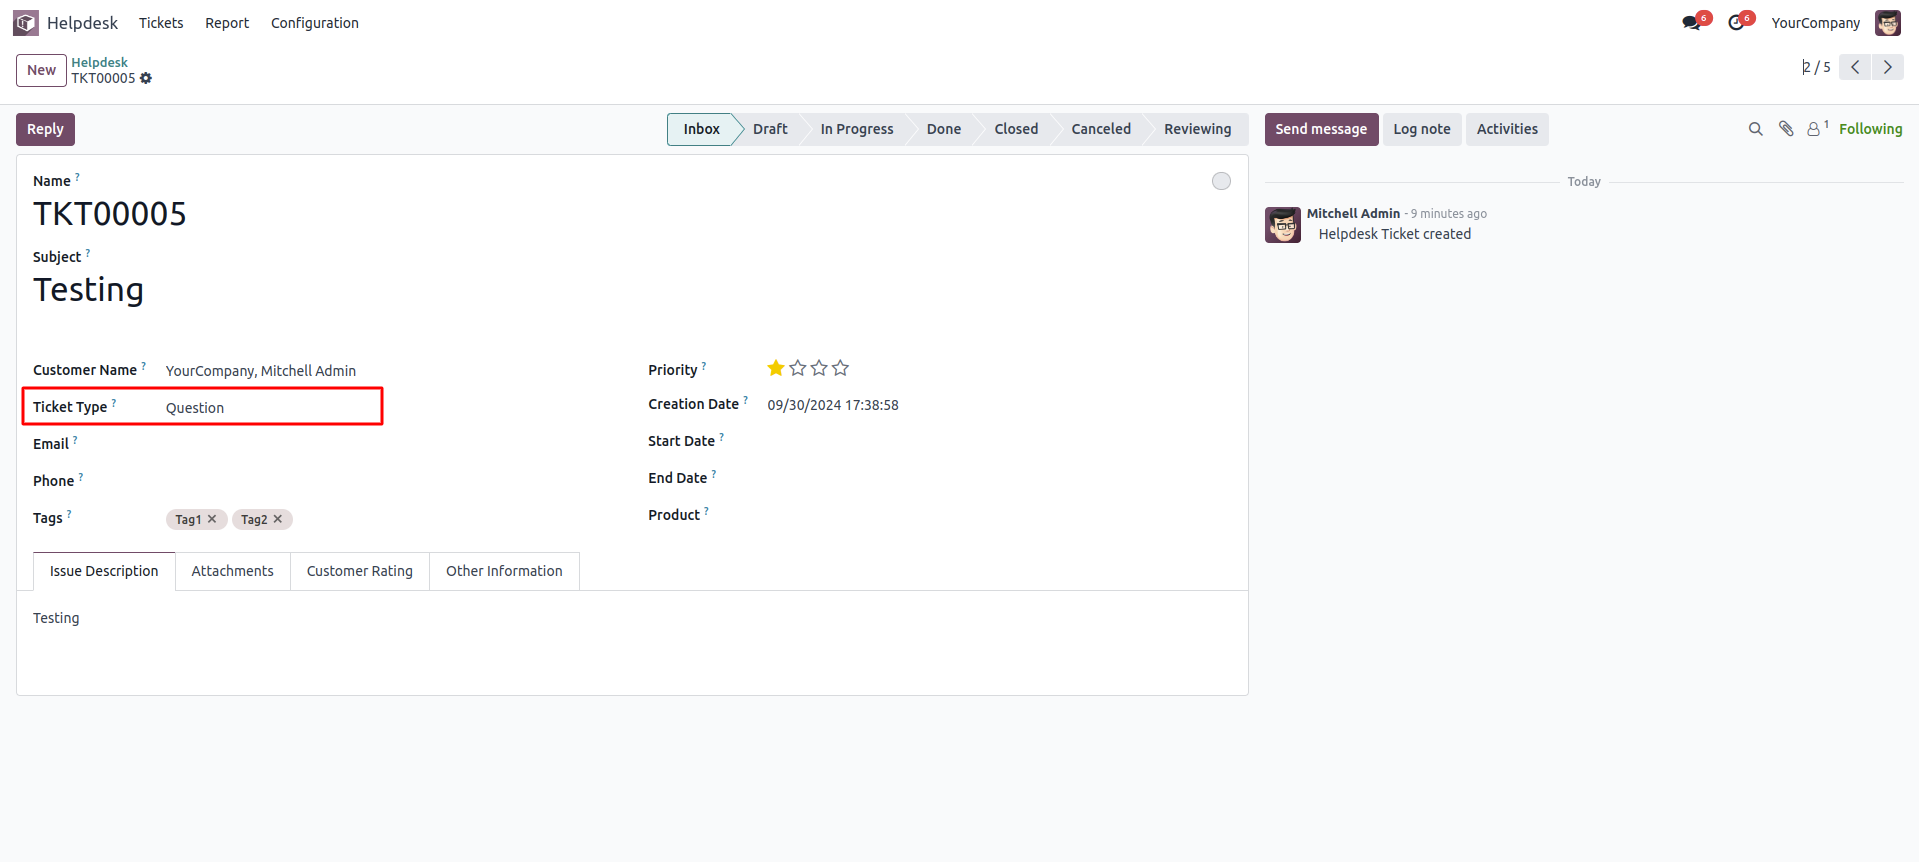 Helpdesk Tickets Report Configuration 6 6 YourCompany
New Helpdesk
TKT00005 2 / 5
Reply Inbox Draft In Progress Done Closed Canceled Reviewing Send message Log note Activities 1 Following
Name ?
TKT00005
Subject ?
Testing
Customer Name ? YourCompany, Mitchell Admin
Ticket Type ? Question
Email ?
Phone ?
Tags ? Tag1 × Tag2 ×
Priority ?
Creation Date ? 09/30/2024 17:38:58
Start Date ?
End Date ?
Product ?
Issue Description Attachments Customer Rating Other Information
Testing
Today
Mitchell Admin - 9 minutes ago
Helpdesk Ticket created